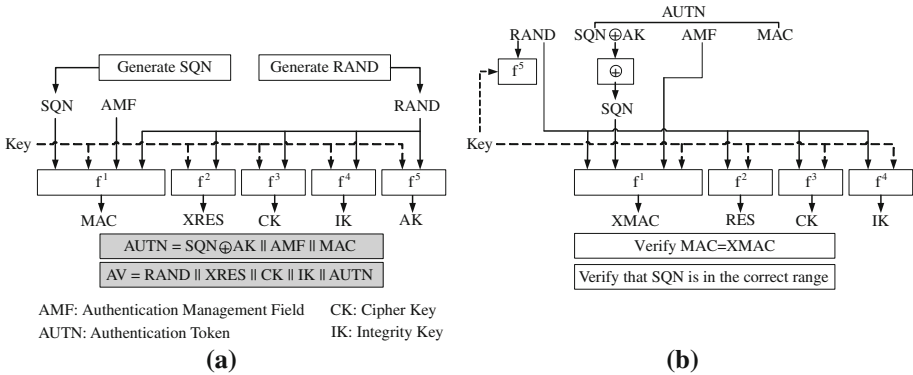 Generate SQN
Generate RAND
SQN
AMF
RAND
Key
f¹
f²
f³
f⁴
f⁵
MAC
XRES
CK
IK
AK
AUTN = SQN⊕AK || AMF || MAC
AV = RAND || XRES || CK || IK || AUTN
AMF: Authentication Management Field
CK: Cipher Key
AUTN: Authentication Token
IK: Integrity Key
(a)
AUTN
RAND
SQN⊕AK
AMF
MAC
f⁵
⊕
SQN
Key
f¹
f²
f³
f⁴
XMAC
RES
CK
IK
Verify MAC=XMAC
Verify that SQN is in the correct range
(b)